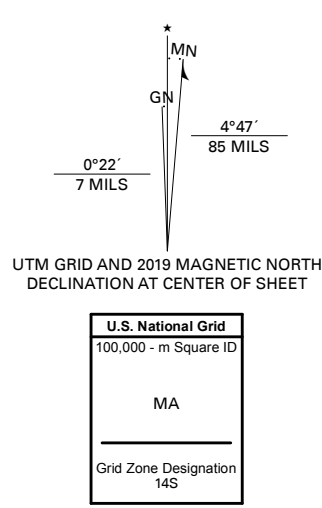 ★
MN
GN
4°47´
85 MILS
0°22´
7 MILS
UTM GRID AND 2019 MAGNETIC NORTH
DECLINATION AT CENTER OF SHEET
U.S. National Grid
100,000 - m Square ID
MA
Grid Zone Designation
14S